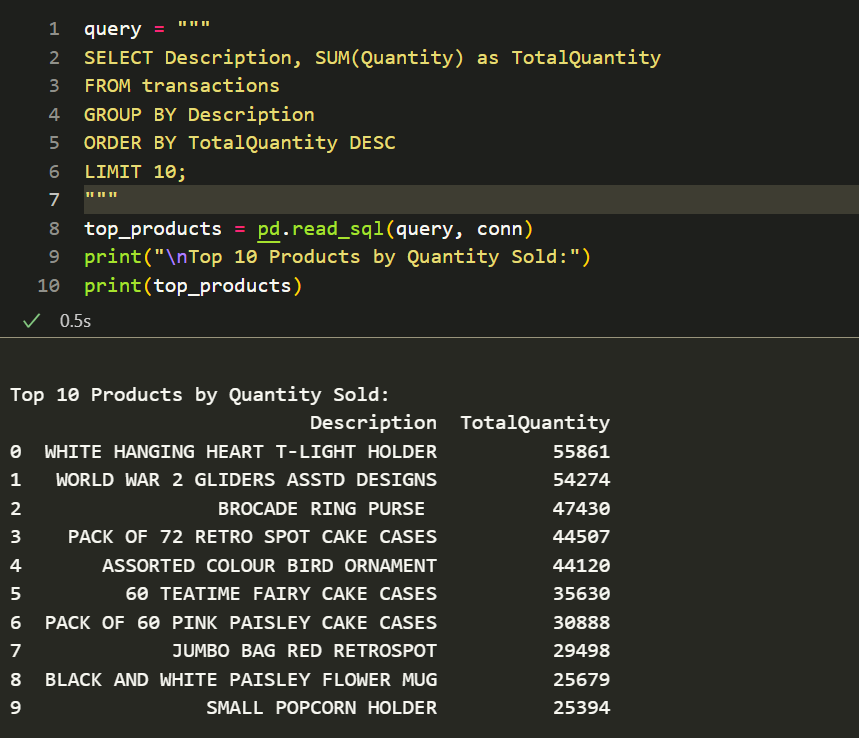 1 query = """
2 SELECT Description, SUM(Quantity) as TotalQuantity
3 FROM transactions
4 GROUP BY Description
5 ORDER BY TotalQuantity DESC
6 LIMIT 10;
7 """
8 top_products = pd.read_sql(query, conn)
9 print("\nTop 10 Products by Quantity Sold:")
10 print(top_products)
0.5s
Top 10 Products by Quantity Sold:
Description TotalQuantity
0 WHITE HANGING HEART T-LIGHT HOLDER 55861
1 WORLD WAR 2 GLIDERS ASSTD DESIGNS 54274
2 BROCADE RING PURSE 47430
3 PACK OF 72 RETRO SPOT CAKE CASES 44507
4 ASSORTED COLOUR BIRD ORNAMENT 44120
5 60 TEATIME FAIRY CAKE CASES 35630
6 PACK OF 60 PINK PAISLEY CAKE CASES 30888
7 JUMBO BAG RED RETROSPOT 29498
8 BLACK AND WHITE PAISLEY FLOWER MUG 25679
9 SMALL POPCORN HOLDER 25394